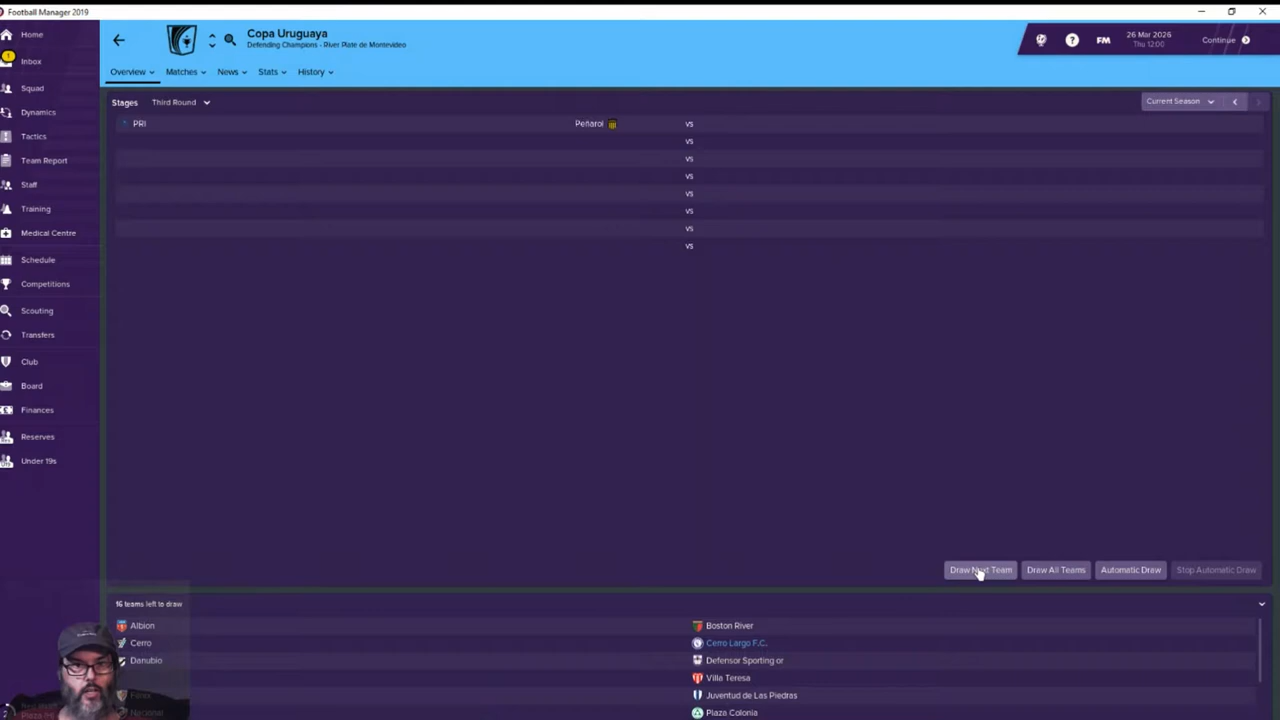 Football Manager 2019
Copa Uruguaya
Defending Champions - River Plate de Montevideo
26 Mar 2026
Thu 12:00
FM
Continue
Overview
Matches
News
Stats
History
Home
1
Inbox
Squad
Dynamics
Tactics
Team Report
Staff
Training
Medical Centre
Schedule
Competitions
Scouting
Transfers
Club
Board
Finances
Reserves
Under 19s
Stages Third Round
Current Season
PRI Peñarol vs
vs
vs
vs
vs
vs
vs
vs
Draw Next Team Draw All Teams Automatic Draw Stop Automatic Draw
16 teams left to draw
Albion Boston River
Cerro Cerro Largo F.C.
Danubio Defensor Sporting or
Villa Teresa
Fénix Juventud de Las Piedras
Nacional Plaza Colonia